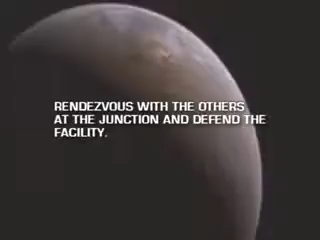 RENDEZVOUS WITH THE OTHERS
AT THE JUNCTION AND DEFEND THE
FACILITY.